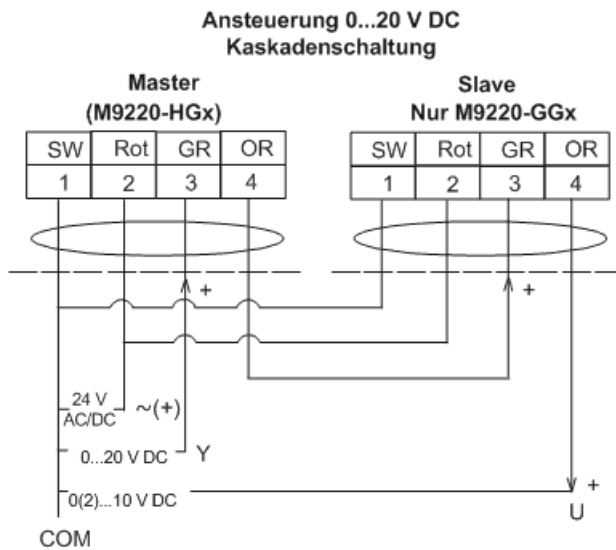 Ansteuerung 0...20 V DC
Kaskadenschaltung
Master
(M9220-HGx)
Slave
Nur M9220-GGx
SW Rot GR OR
1 2 3 4
SW Rot GR OR
1 2 3 4
+
+
24 V
AC/DC
~(+)
0...20 V DC
Y
0(2)...10 V DC
+
U
COM